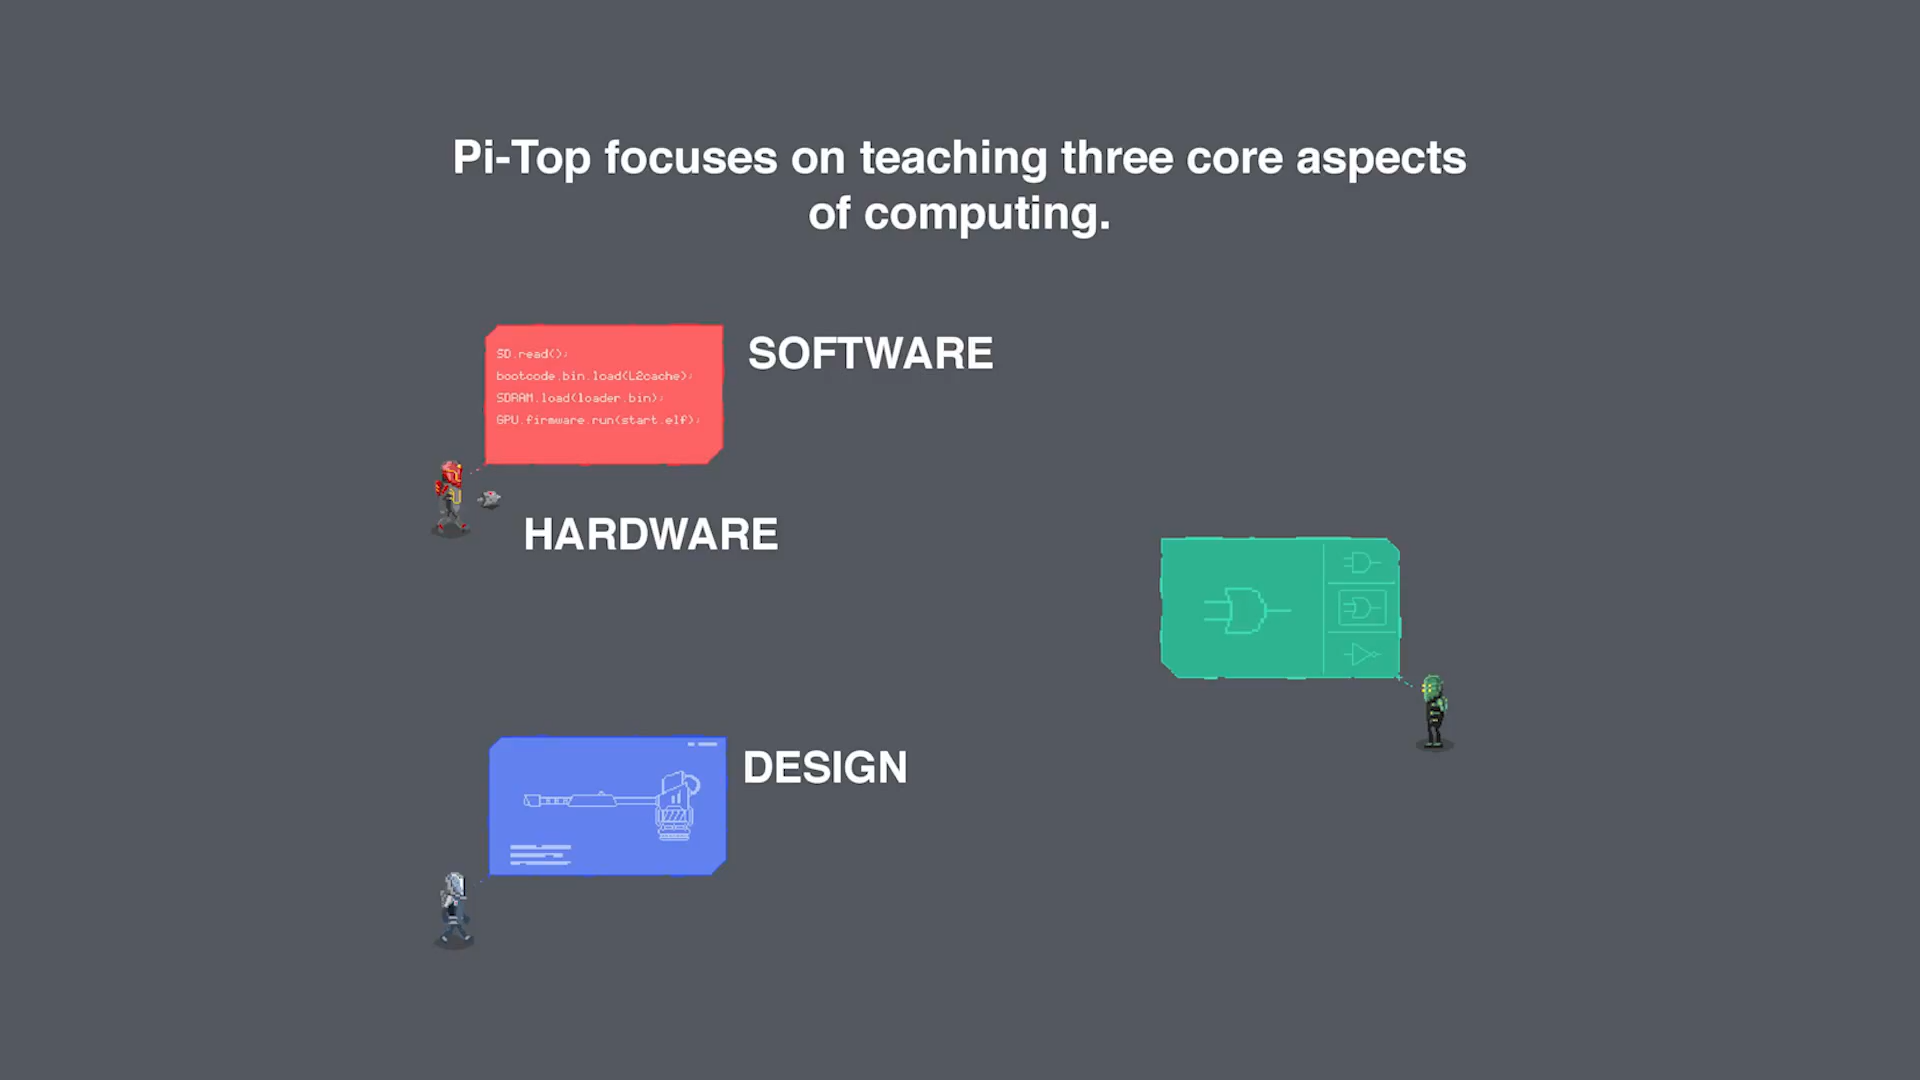 Pi-Top focuses on teaching three core aspects
of computing.
SOFTWARE
SD.read();
bootcode.bin.load(L2cache);
SDRAM.load(loader.bin);
GPU.firmware.run(start.elf);
HARDWARE
DESIGN